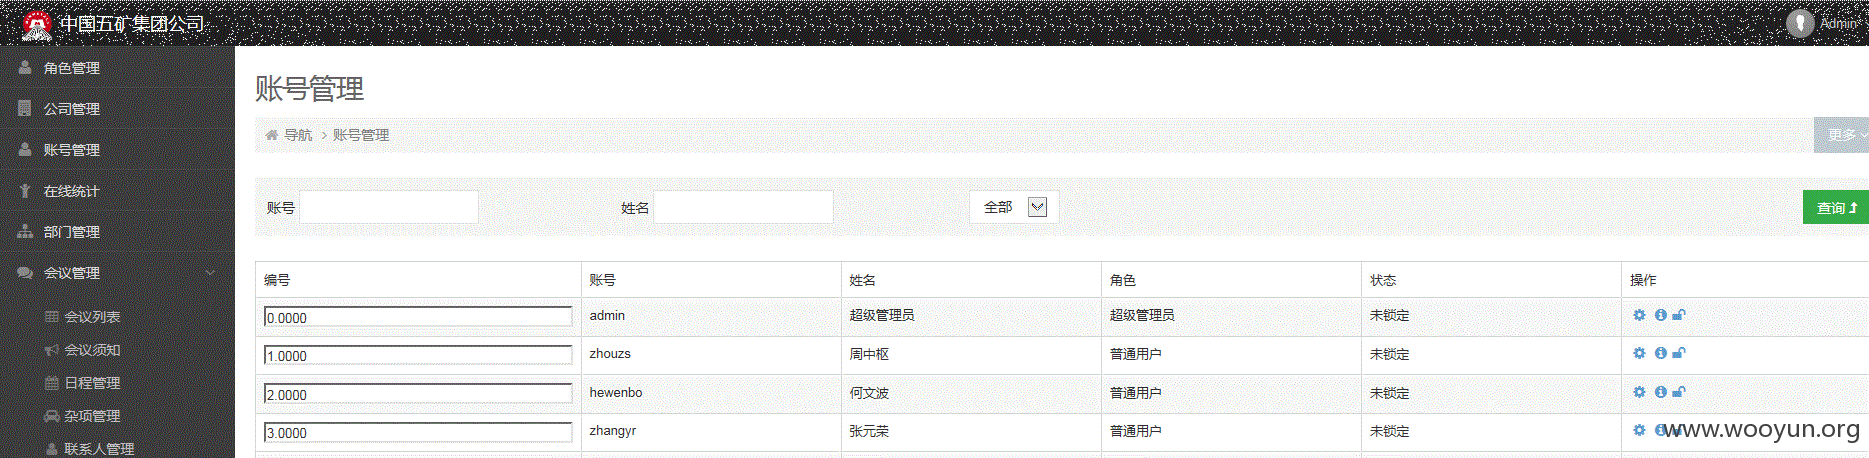 中国五矿集团公司
Admin
角色管理
公司管理
账号管理
在线统计
部门管理
会议管理
会议列表
会议须知
日程管理
杂项管理
联系人管理
账号管理
导航 > 账号管理
更多
账号 姓名 全部 查询
编号 账号 姓名 角色 状态 操作
0.0000 admin 超级管理员 超级管理员 未锁定
1.0000 zhouzs 周中枢 普通用户 未锁定
2.0000 hewenbo 何文波 普通用户 未锁定
3.0000 zhangyr 张元荣 普通用户 未锁定
www.wooyun.org